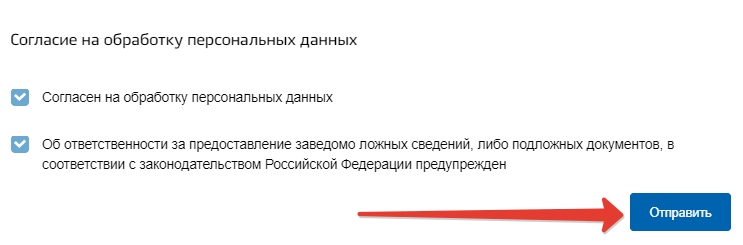 Согласие на обработку персональных данных
Согласен на обработку персональных данных
Об ответственности за предоставление заведомо ложных сведений, либо подложных документов, в
соответствии с законодательством Российской Федерации предупрежден
Отправить